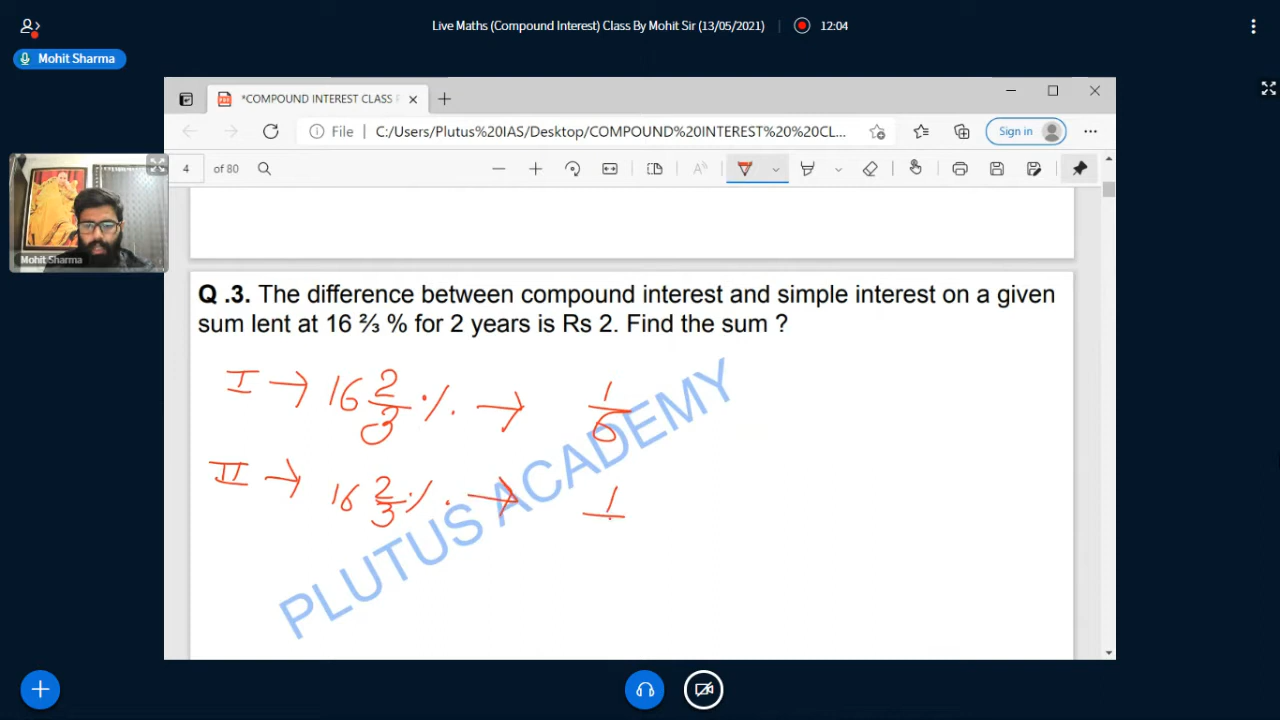 Live Maths (Compound Interest) Class By Mohit Sir (13/05/2021) 12:04
Mohit Sharma
*COMPOUND INTEREST CLASS
File C:/Users/Plutus%20IAS/Desktop/COMPOUND%20INTEREST%20%20CL... Sign in
4 of 80
Mohit Sharma
Q .3. The difference between compound interest and simple interest on a given
sum lent at 16 ⅔ % for 2 years is Rs 2. Find the sum ?
I → 16 2/3 % → 1/6
II → 16 2/3 % → 1/
PLUTUS ACADEMY